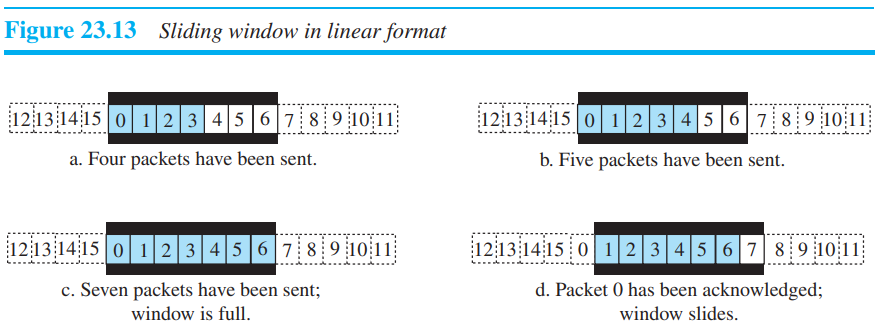 Figure 23.13 Sliding window in linear format
12 13 14 15 0 1 2 3 4 5 6 7 8 9 10 11
a. Four packets have been sent.
12 13 14 15 0 1 2 3 4 5 6 7 8 9 10 11
b. Five packets have been sent.
12 13 14 15 0 1 2 3 4 5 6 7 8 9 10 11
c. Seven packets have been sent;
window is full.
12 13 14 15 0 1 2 3 4 5 6 7 8 9 10 11
d. Packet 0 has been acknowledged;
window slides.